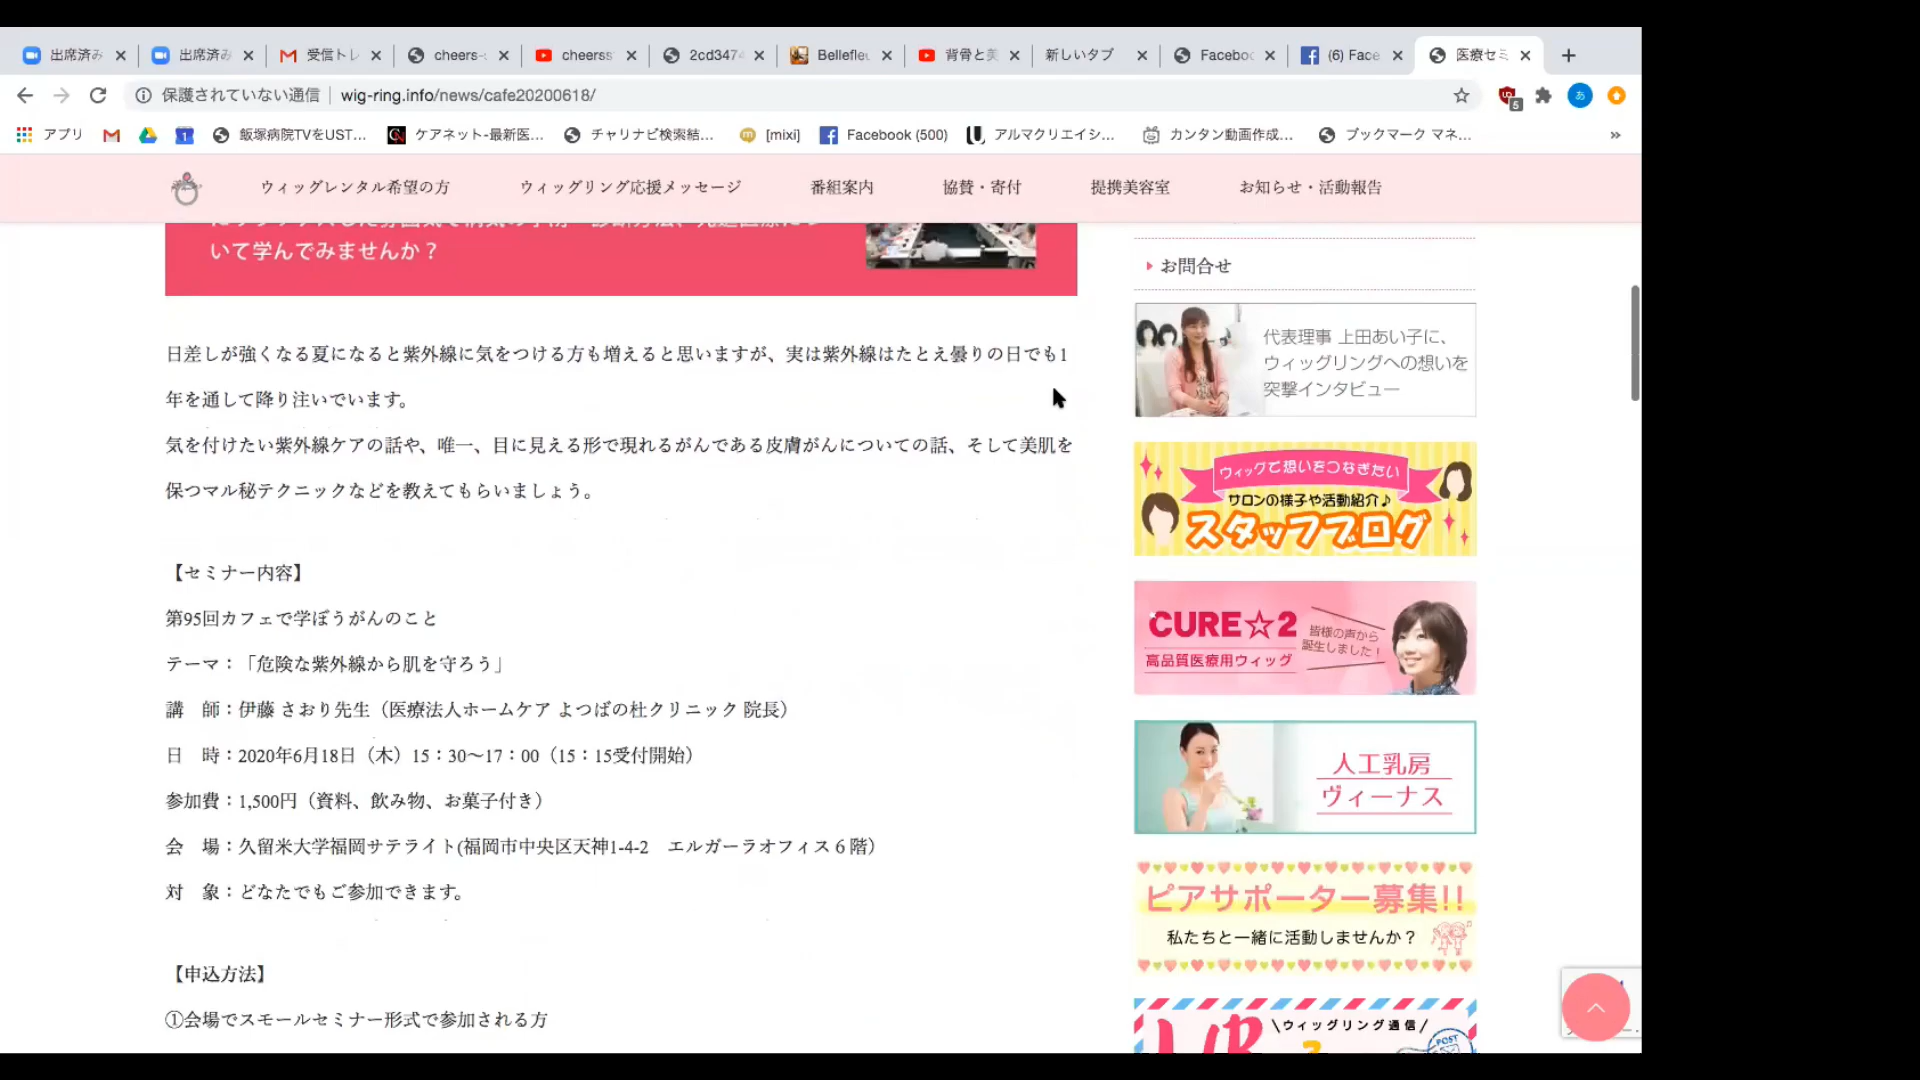 出席済み
出席済み
受信トレ
cheers-
cheerss
2cd3474
Bellefleu
背骨と美
新しいタブ
Faceboo
(6) Face
医療セミ
保護されていない通信
wig-ring.info/news/cafe20200618/
5
あ
アプリ
1
飯塚病院TVをUST...
ケアネット-最新医...
チャリナビ検索結...
[mixi]
Facebook (500)
アルマクリエイシ...
カンタン動画作成...
ブックマーク マネ...
»
ウィッグレンタル希望の方
ウィッグリング応援メッセージ
番組案内
協賛・寄付
提携美容室
お知らせ・活動報告
いて学んでみませんか？
日差しが強くなる夏になると紫外線に気をつける方も増えると思いますが、実は紫外線はたとえ曇りの日でも1
年を通して降り注いでいます。
気を付けたい紫外線ケアの話や、唯一、目に見える形で現れるがんである皮膚がんについての話、そして美肌を
保つマル秘テクニックなどを教えてもらいましょう。
【セミナー内容】
第95回カフェで学ぼうがんのこと
テーマ：「危険な紫外線から肌を守ろう」
講　師：伊藤 さおり先生（医療法人ホームケア よつばの杜クリニック 院長）
日　時：2020年6月18日（木）15：30〜17：00（15：15受付開始）
参加費：1,500円（資料、飲み物、お菓子付き）
会　場：久留米大学福岡サテライト(福岡市中央区天神1-4-2　エルガーラオフィス６階）
対　象：どなたでもご参加できます。
【申込方法】
①会場でスモールセミナー形式で参加される方
お問合せ
代表理事 上田あい子に、
ウィッグリングへの想いを
突撃インタビュー
ウィッグで想いをつなぎたい
サロンの様子や活動紹介♪
スタッフブログ
CURE☆2
高品質医療用ウィッグ
皆様の声から
誕生しました！
人工乳房
ヴィーナス
ピアサポーター募集!!
私たちと一緒に活動しませんか？
\ウィッグリング通信/
POST